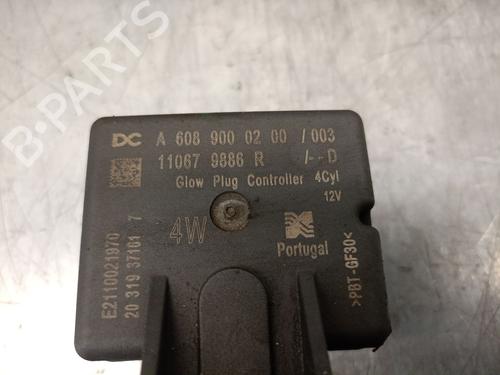 B-PARTS
DC A 608 900 02 00 /003
11067 9886 R /--D
Glow Plug Controller 4Cyl
12V
4W
Portugal
>PBT-GF30<
E2110021970
20 319 37161 7